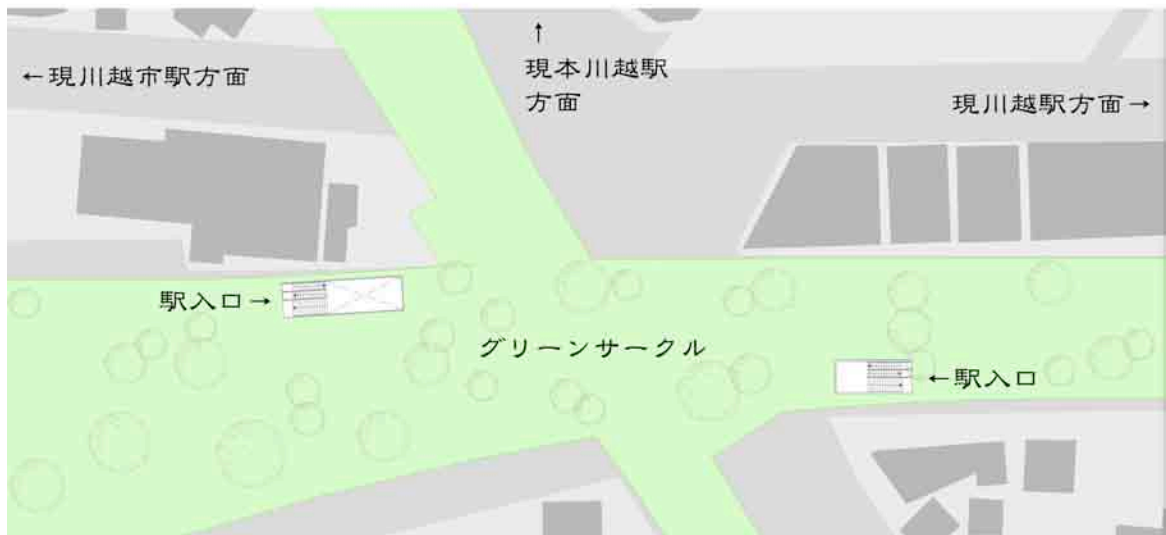 ↑
←現川越市駅方面
現本川越駅
方面
現川越駅方面→
駅入口→
グリーンサークル
←駅入口